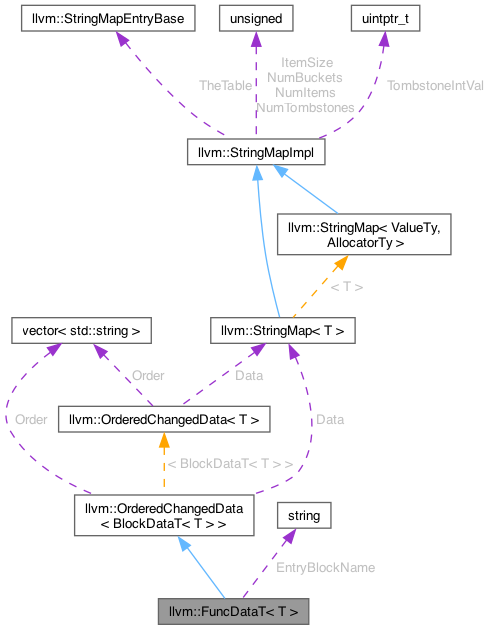 llvm::StringMapEntryBase
unsigned
uintptr_t
ItemSize
NumBuckets
NumItems
NumTombstones
TheTable
TombstoneIntVal
llvm::StringMapImpl
llvm::StringMap< ValueTy,
AllocatorTy >
< T >
vector< std::string >
llvm::StringMap< T >
Order
Data
Order
llvm::OrderedChangedData< T >
Data
< BlockDataT< T > >
llvm::OrderedChangedData
< BlockDataT< T > >
string
EntryBlockName
llvm::FuncDataT< T >